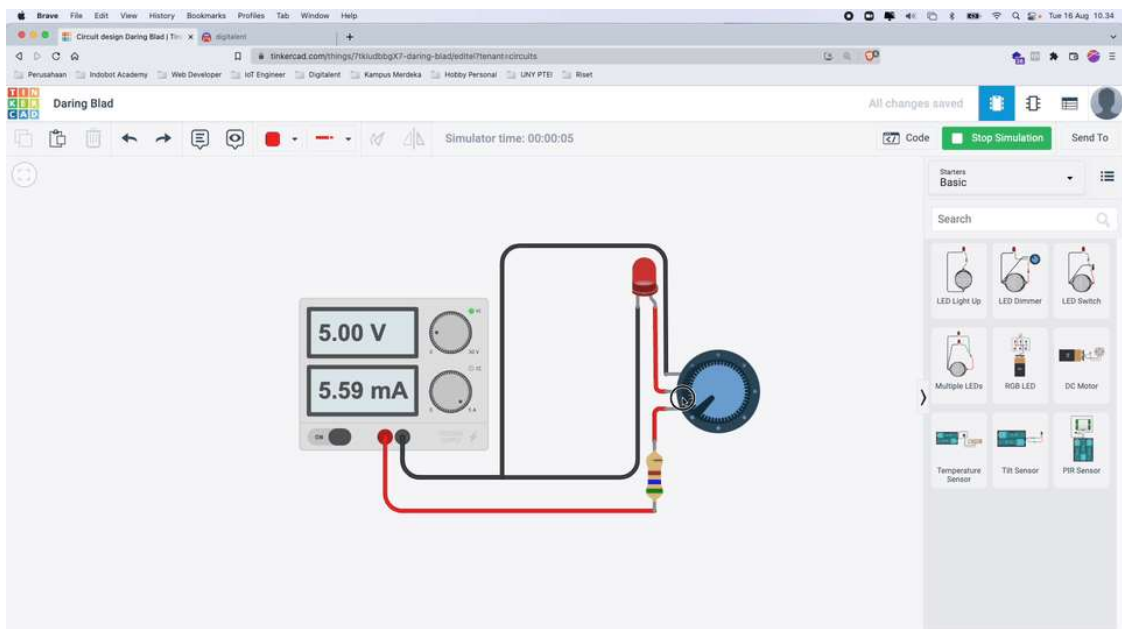 Brave File Edit View History Bookmarks Profiles Tab Window Help
Tue 16 Aug 10.34
Circuit design Daring Blad | Tin
digitalent
tinkercad.com/things/7tkiudbbgX7-daring-blad/editel?tenant=circuits
Perusahaan Indobot Academy Web Developer IoT Engineer Digitalent Kampus Merdeka Hobby Personal UNY PTEI Riset
TINKERCAD
Daring Blad
All changes saved
Simulator time: 00:00:05
Code
Stop Simulation
Send To
Starters
Basic
Search
LED Light Up
LED Dimmer
LED Switch
Multiple LEDs
RGB LED
DC Motor
Temperature
Sensor
Tilt Sensor
PIR Sensor
5.00 V
5.59 mA
ON